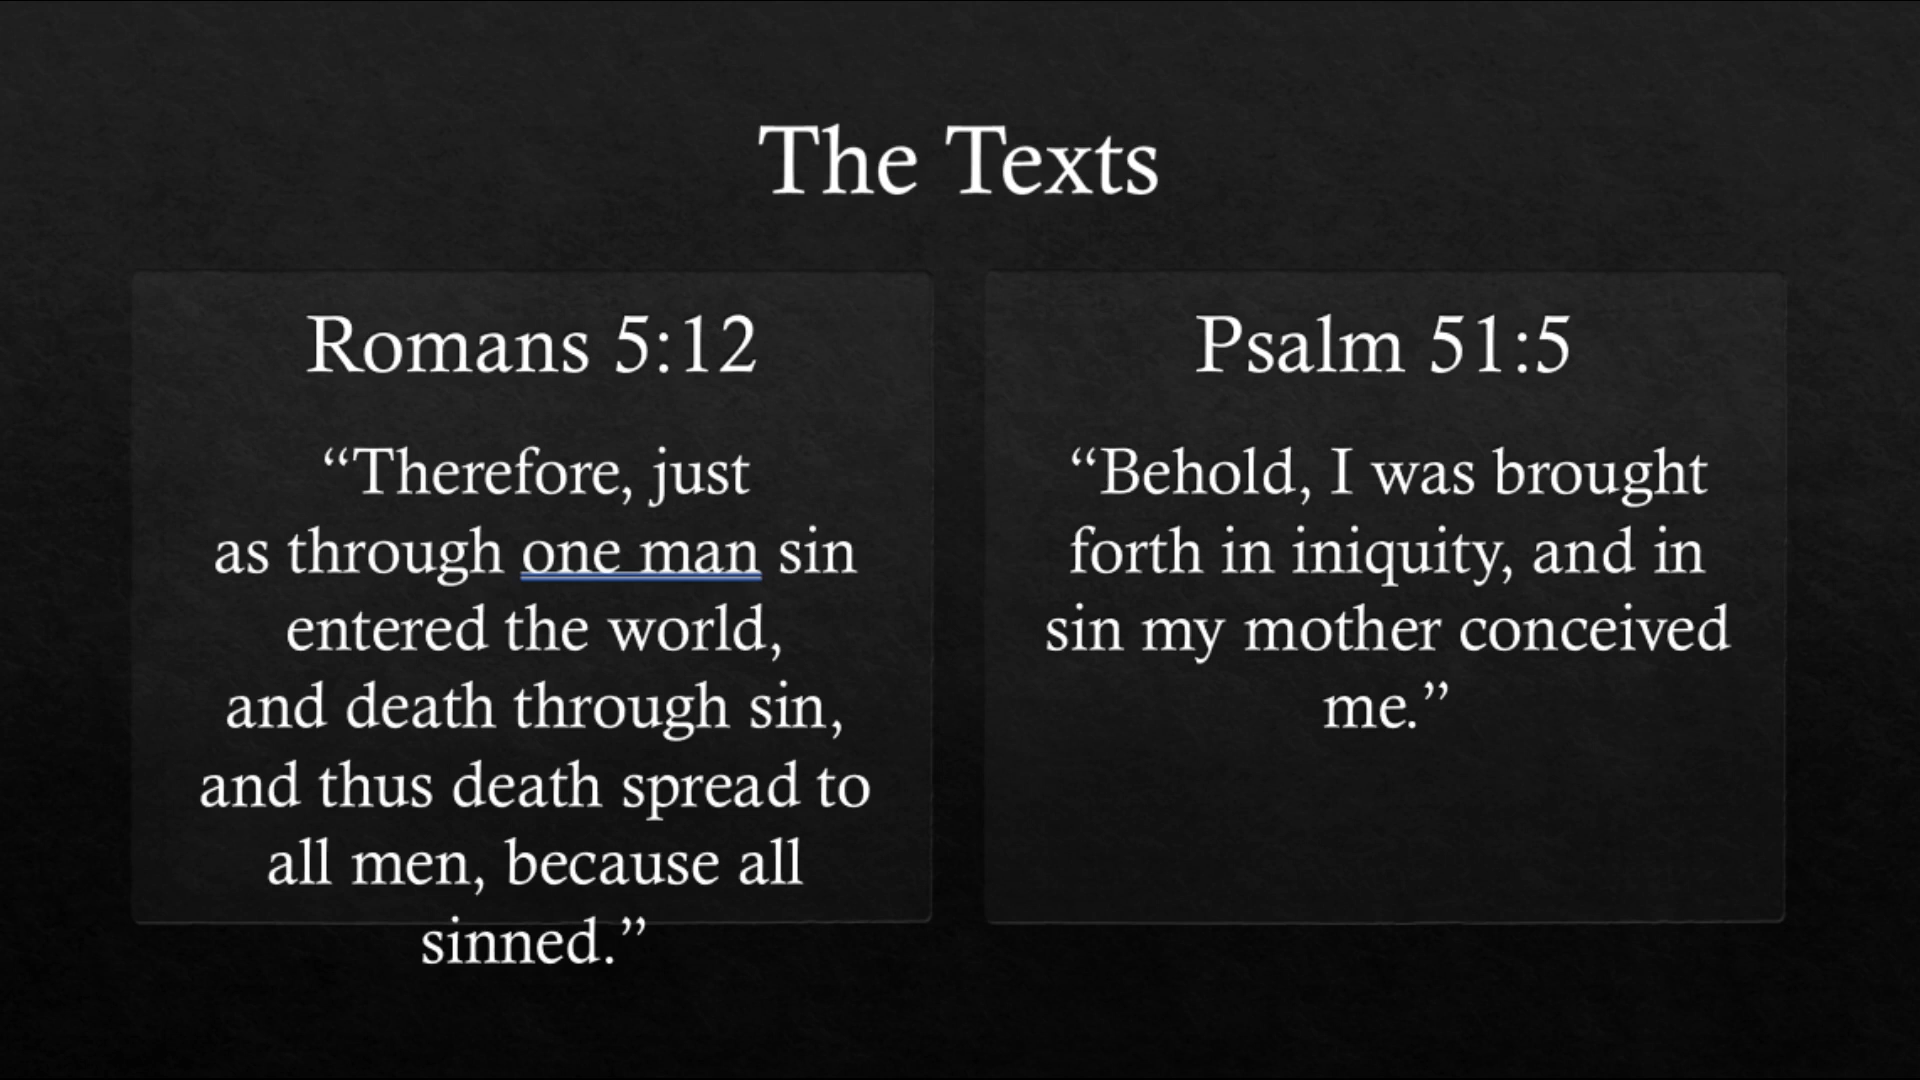 The Texts
Romans 5:12
“Therefore, just
as through one man sin
entered the world,
and death through sin,
and thus death spread to
all men, because all
sinned.”
Psalm 51:5
“Behold, I was brought
forth in iniquity, and in
sin my mother conceived
me.”